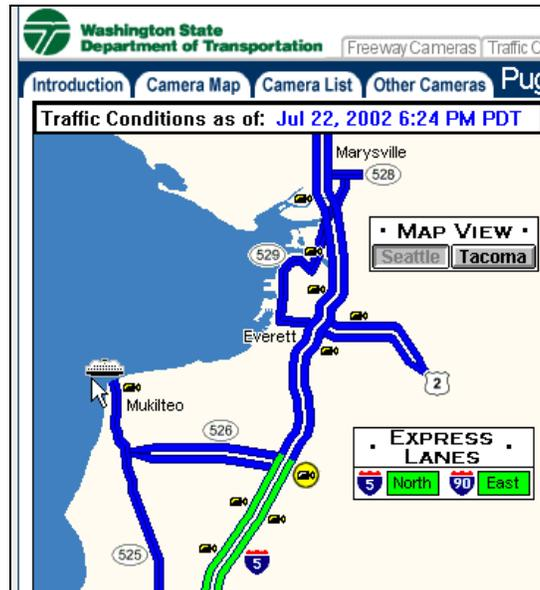 Washington State
Department of Transportation
Freeway Cameras
Traffic C
Introduction
Camera Map
Camera List
Other Cameras
Pug
Traffic Conditions as of: Jul 22, 2002 6:24 PM PDT
Marysville
528
· MAP VIEW ·
Seattle Tacoma
529
Everett
2
Mukilteo
526
· EXPRESS LANES ·
5 North 90 East
525
5